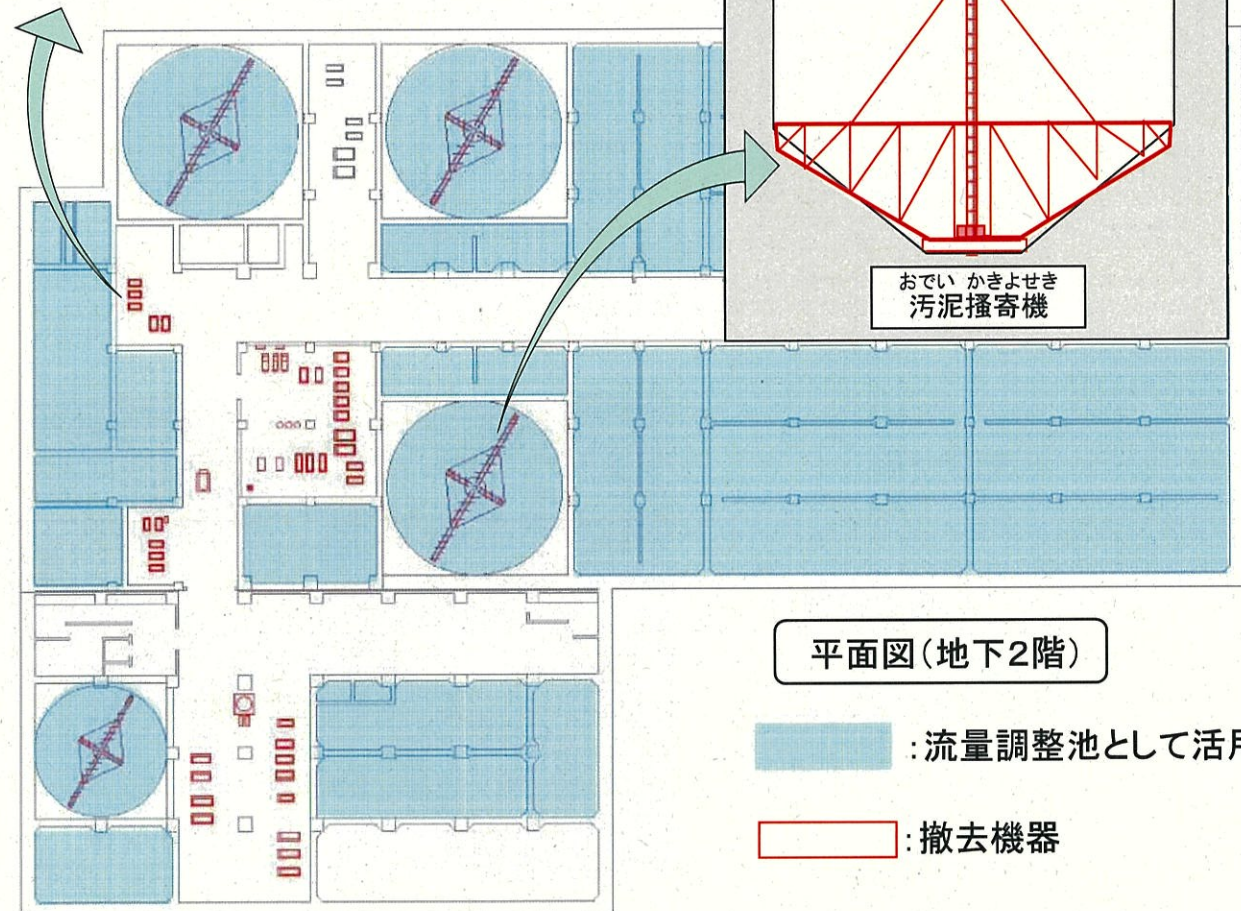 おでい かきよせき
汚泥掻寄機
平面図(地下2階)
:流量調整池として活用
:撤去機器